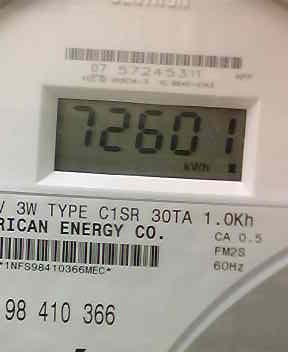 07 57245311
72601
kWh
V 3W TYPE C1SR 30TA 1.0Kh
RICAN ENERGY CO.
CA 0.5
FM2S
*1NFS98410366MEC*
60Hz
98 410 366